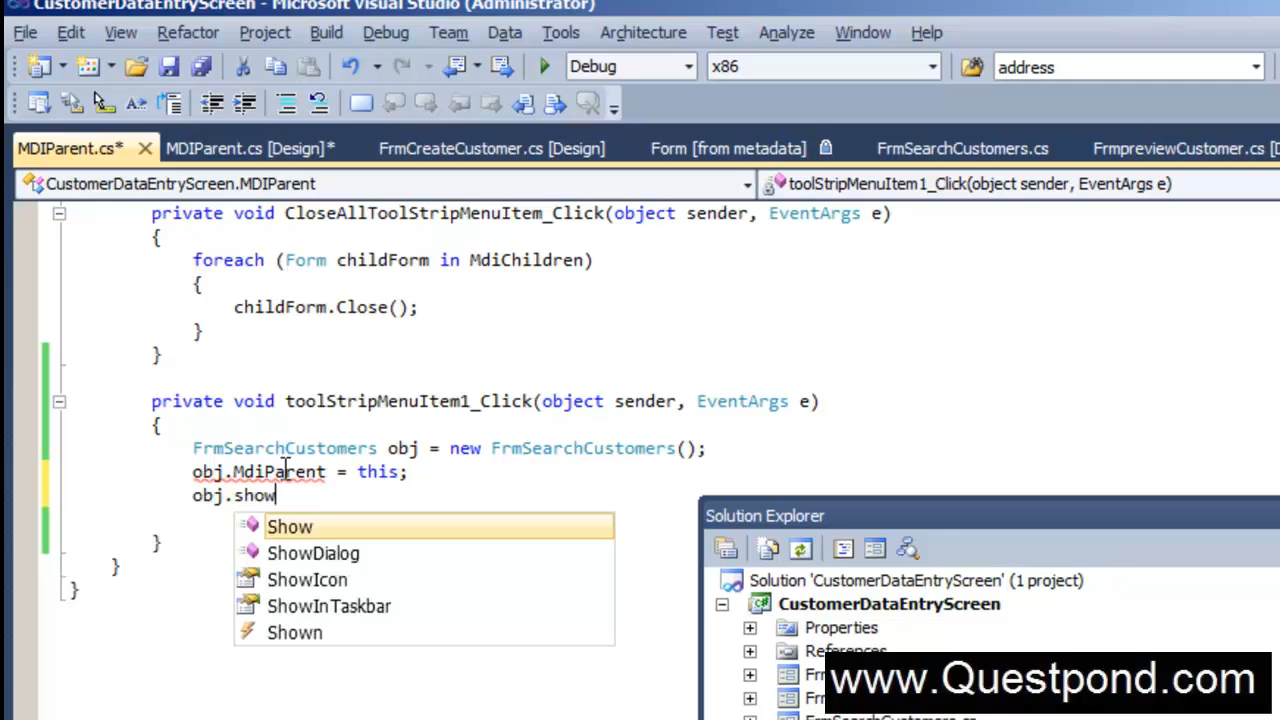 CustomerDataEntryScreen - Microsoft Visual Studio (Administrator)
File Edit View Refactor Project Build Debug Team Data Tools Architecture Test Analyze Window Help
Debug x86 address
MDIParent.cs* MDIParent.cs [Design]* FrmCreateCustomer.cs [Design] Form [from metadata] FrmSearchCustomers.cs FrmpreviewCustomer.cs [D
CustomerDataEntryScreen.MDIParent toolStripMenuItem1_Click(object sender, EventArgs e)
private void CloseAllToolStripMenuItem_Click(object sender, EventArgs e)
{
foreach (Form childForm in MdiChildren)
{
childForm.Close();
}
}
private void toolStripMenuItem1_Click(object sender, EventArgs e)
{
FrmSearchCustomers obj = new FrmSearchCustomers();
obj.MdiParent = this;
obj.show
Show
ShowDialog
ShowIcon
ShowInTaskbar
Shown
}
}
}
Solution Explorer
Solution 'CustomerDataEntryScreen' (1 project)
CustomerDataEntryScreen
Properties
References
www.Questpond.com